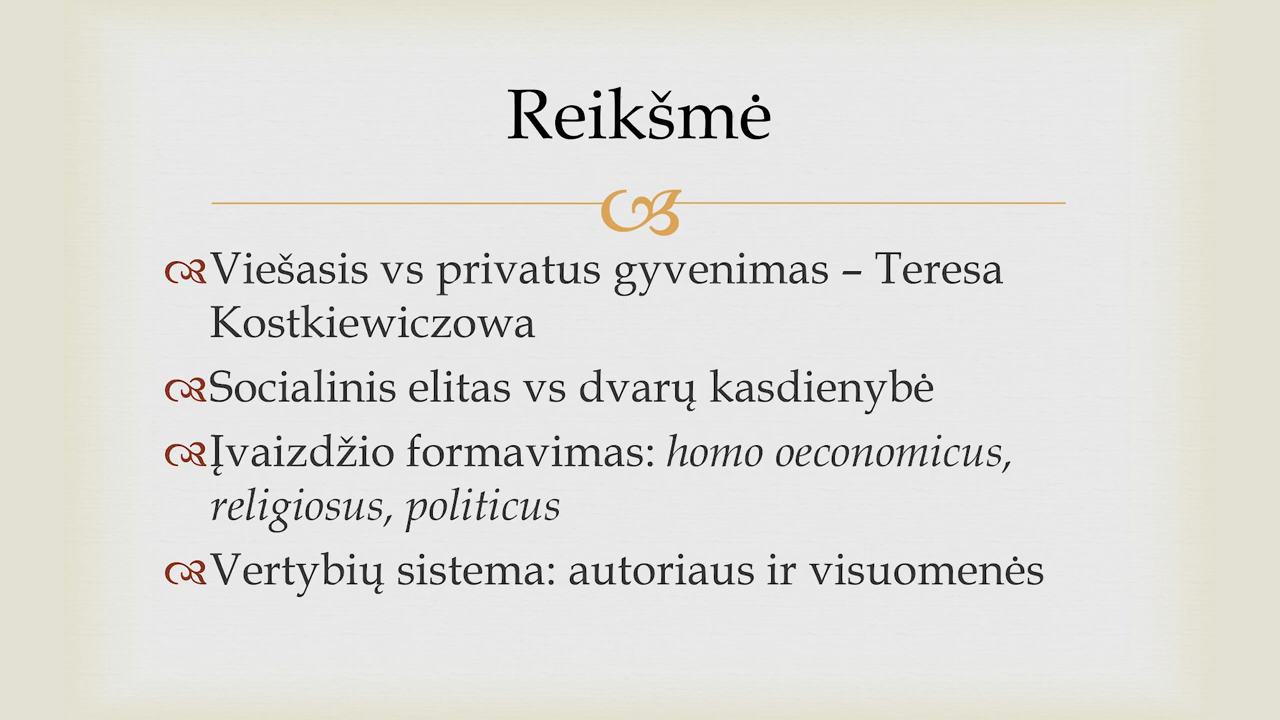 Reikšmė
Viešasis vs privatus gyvenimas – Teresa
Kostkiewiczowa
Socialinis elitas vs dvarų kasdienybė
Įvaizdžio formavimas: homo oeconomicus,
religiosus, politicus
Vertybių sistema: autoriaus ir visuomenės